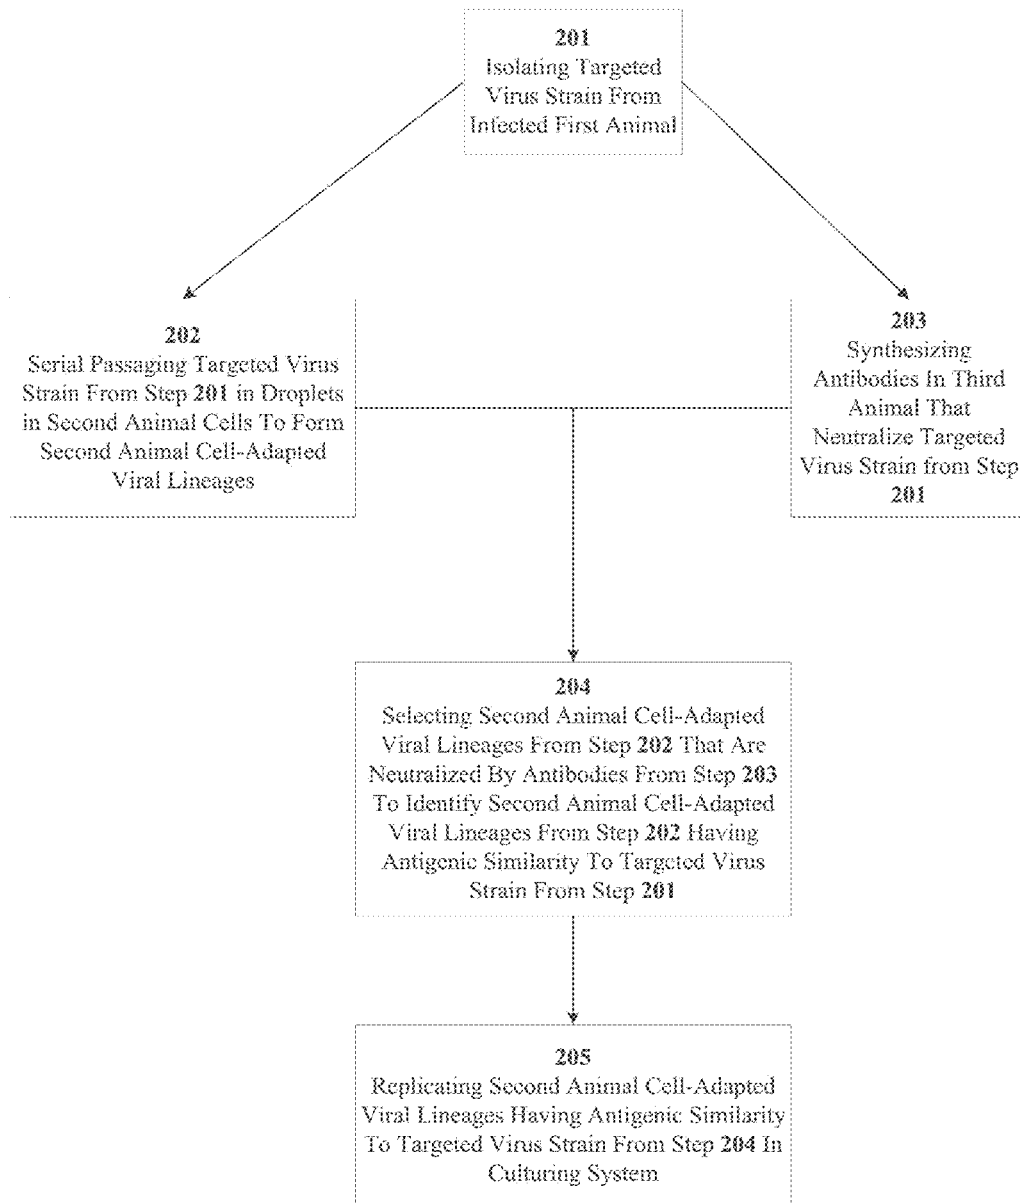 201
Isolating Targeted
Virus Strain From
Infected First Animal
202
Serial Passaging Targeted Virus
Strain From Step 201 in Droplets
in Second Animal Cells To Form
Second Animal Cell-Adapted
Viral Lineages
203
Synthesizing
Antibodies In Third
Animal That
Neutralize Targeted
Virus Strain from Step
201
204
Selecting Second Animal Cell-Adapted
Viral Lineages From Step 202 That Are
Neutralized By Antibodies From Step 203
To Identify Second Animal Cell-Adapted
Viral Lineages From Step 202 Having
Antigenic Similarity To Targeted Virus
Strain From Step 201
205
Replicating Second Animal Cell-Adapted
Viral Lineages Having Antigenic Similarity
To Targeted Virus Strain From Step 204 In
Culturing System